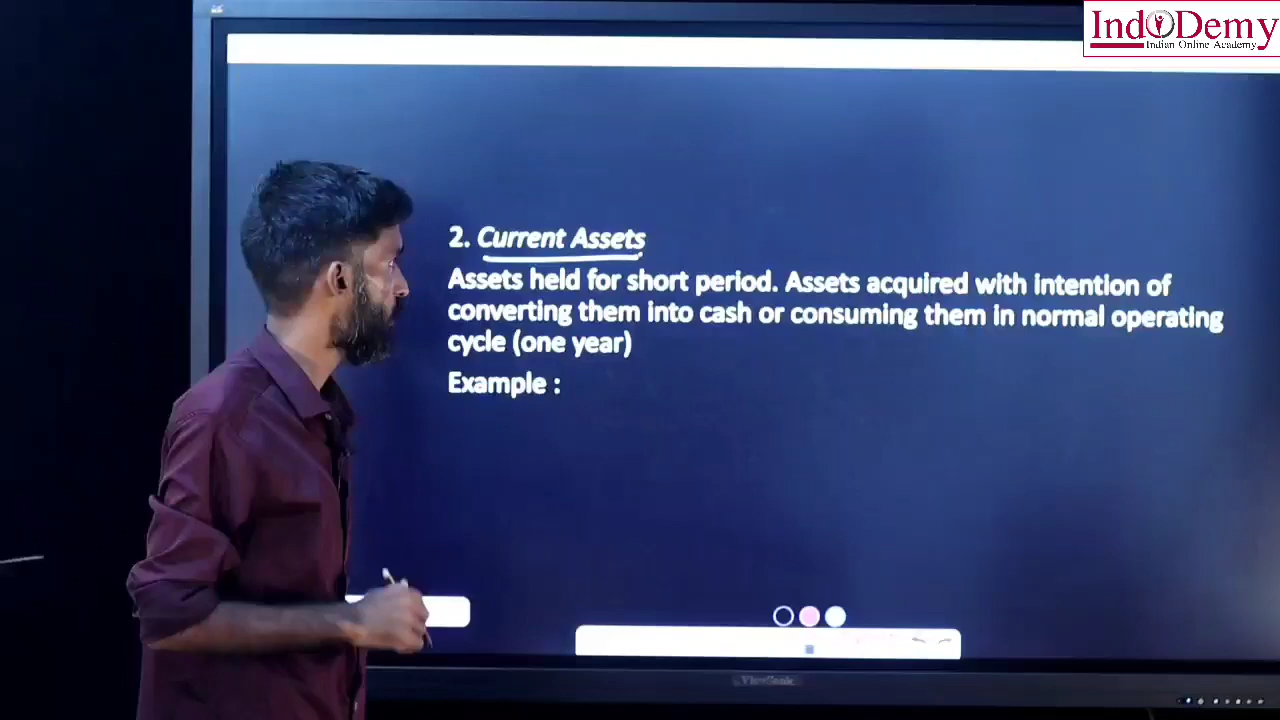 IndODemy
Indian Online Academy
2. Current Assets
Assets held for short period. Assets acquired with intention of
converting them into cash or consuming them in normal operating
cycle (one year)
Example :
ViewSonic